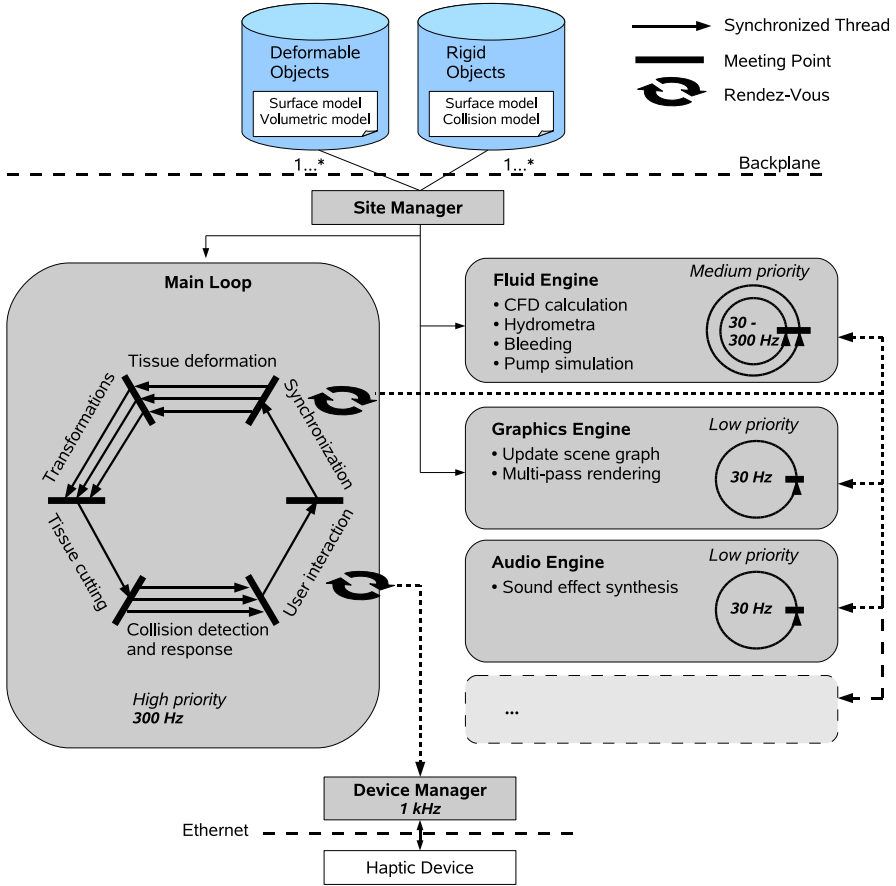 Deformable
Objects
Surface model
Volumetric model
Rigid
Objects
Surface model
Collision model
Synchronized Thread
Meeting Point
Rendez-Vous
1...*
1...*
Backplane
Site Manager
Main Loop
Tissue deformation
Transformations
Synchronization
Tissue cutting
User interaction
Collision detection
and response
High priority
300 Hz
Fluid Engine
• CFD calculation
• Hydrometra
• Bleeding
• Pump simulation
Medium priority
30 -
300 Hz
Graphics Engine
• Update scene graph
• Multi-pass rendering
Low priority
30 Hz
Audio Engine
• Sound effect synthesis
Low priority
30 Hz
...
Device Manager
1 kHz
Ethernet
Haptic Device